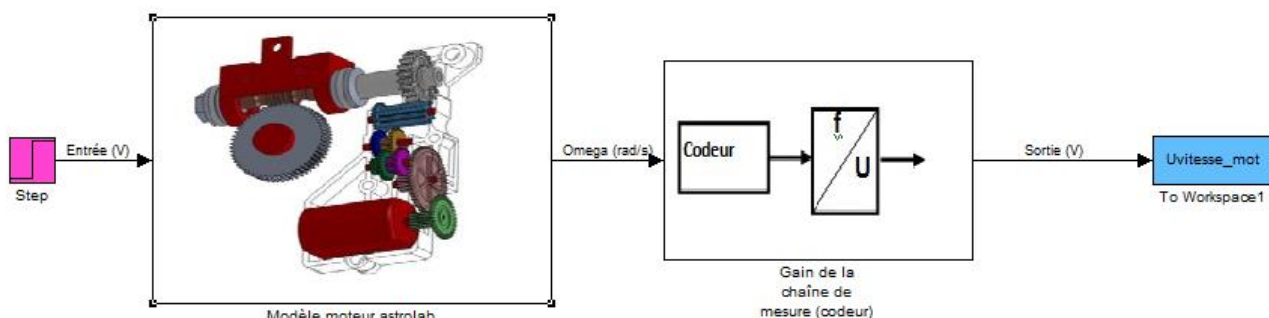 Step
Entrée (V)
Modèle moteur astrolab
Omega (rad/s)
Codeur
f
U
Gain de la
chaîne de
mesure (codeur)
Sortie (V)
Uvitesse_mot
To Workspace1